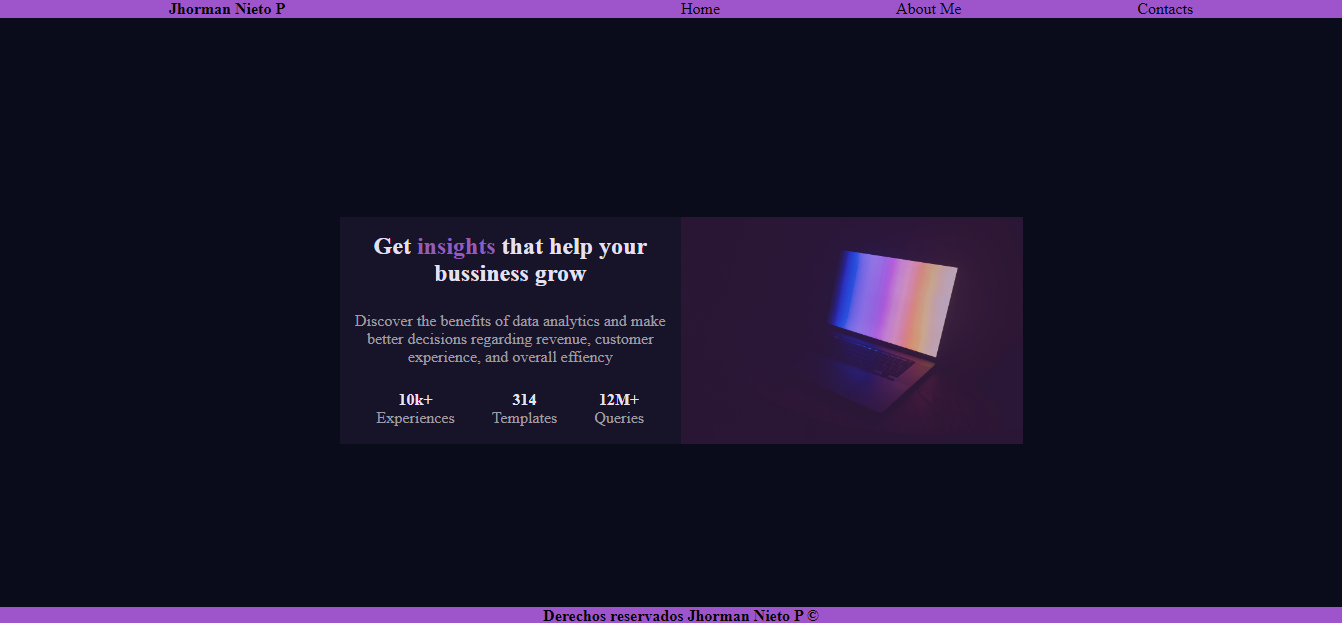 Jhorman Nieto P Home About Me Contacts
Get insights that help your
bussiness grow
Discover the benefits of data analytics and make
better decisions regarding revenue, customer
experience, and overall effiency
10k+ 314 12M+
Experiences Templates Queries
Derechos reservados Jhorman Nieto P ©